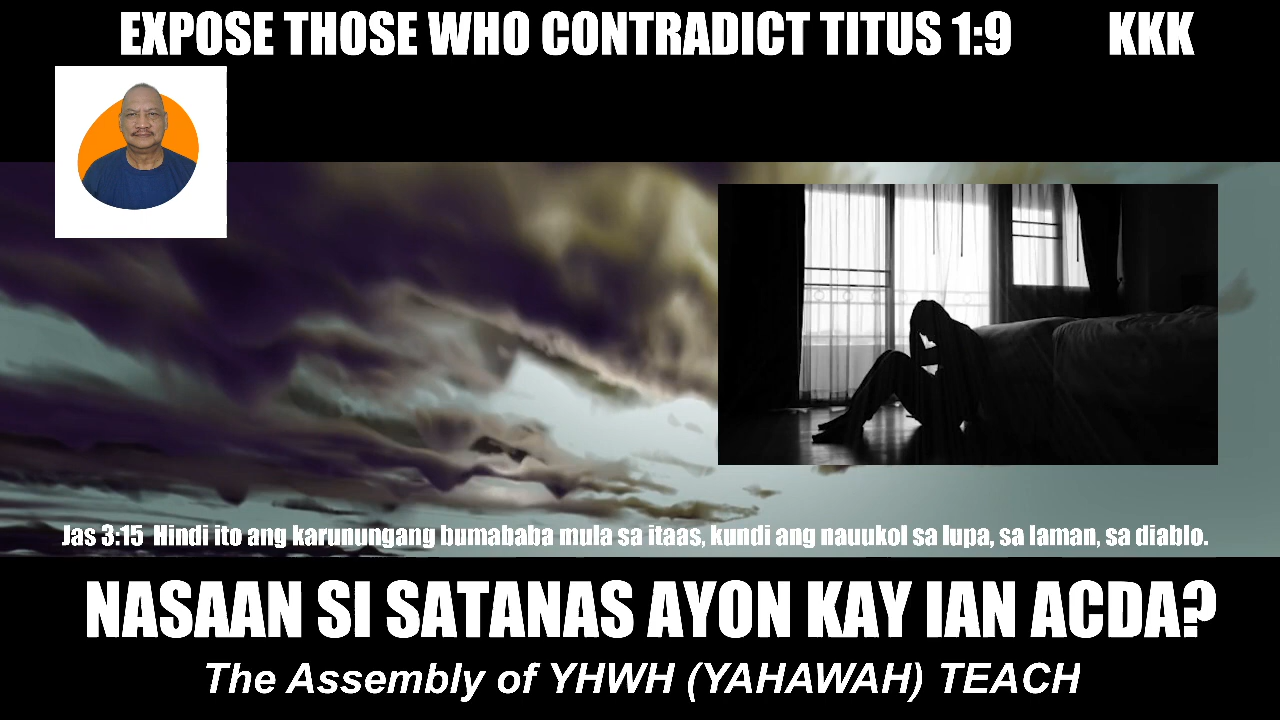 EXPOSE THOSE WHO CONTRADICT TITUS 1:9 KKK
Jas 3:15 Hindi ito ang karunungang bumababa mula sa itaas, kundi ang nauukol sa lupa, sa laman, sa diablo.
NASAAN SI SATANAS AYON KAY IAN ACDA?
The Assembly of YHWH (YAHAWAH) TEACH